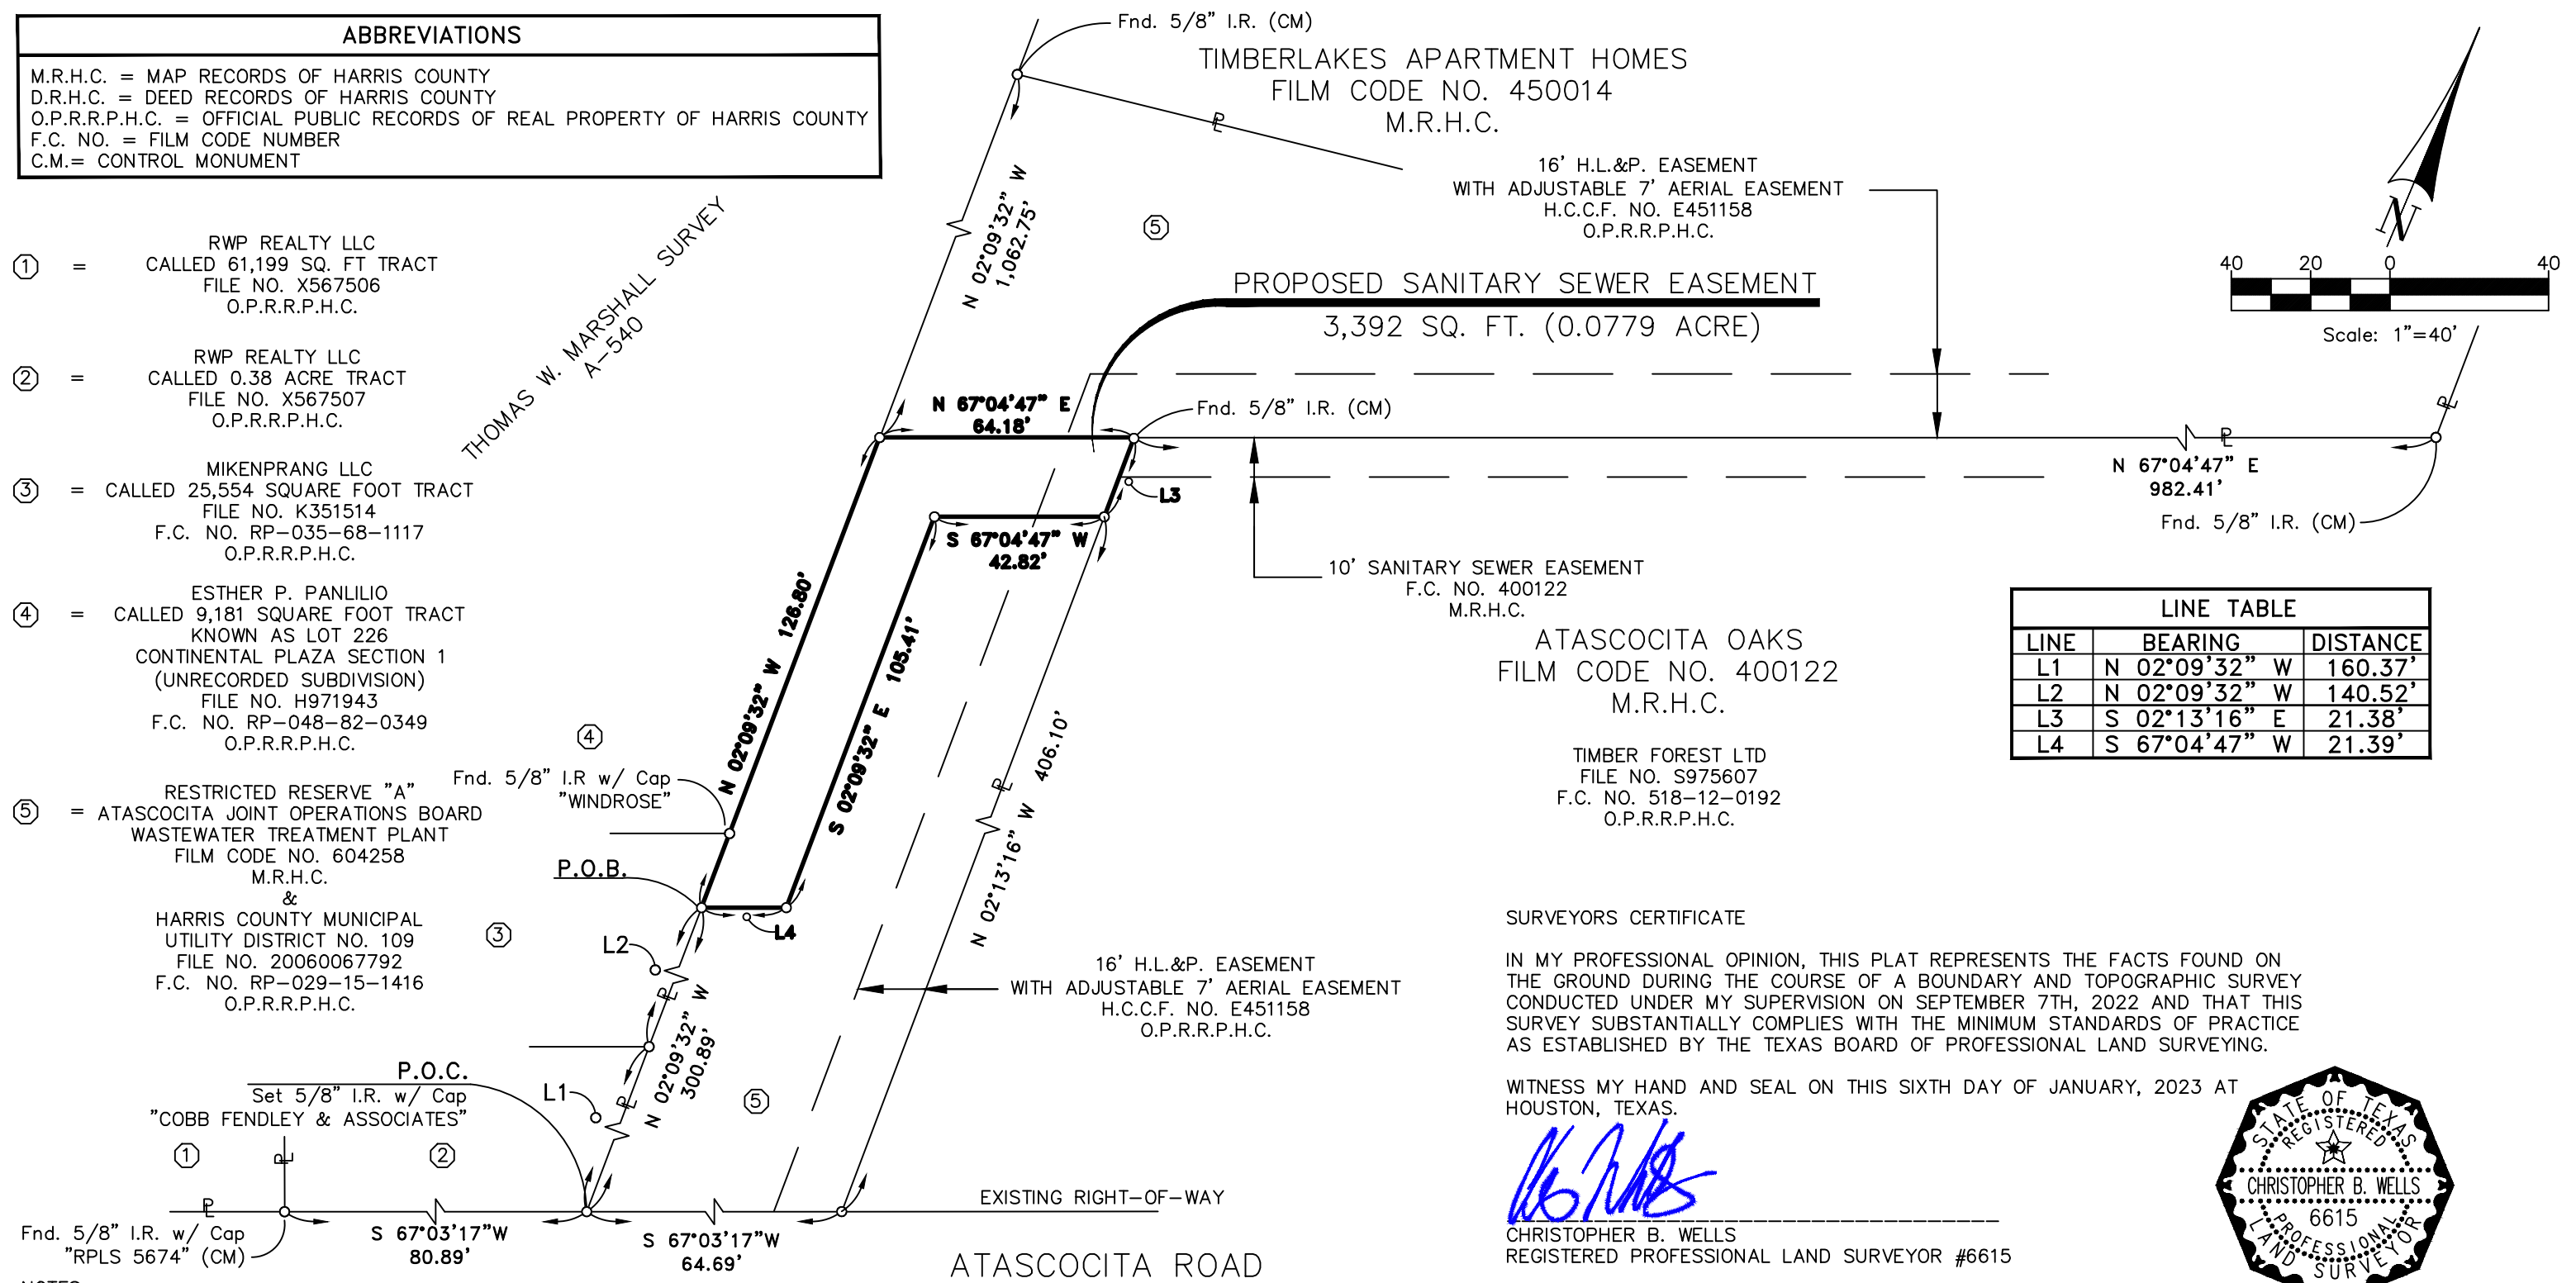 ABBREVIATIONS
M.R.H.C. = MAP RECORDS OF HARRIS COUNTY
D.R.H.C. = DEED RECORDS OF HARRIS COUNTY
O.P.R.R.P.H.C. = OFFICIAL PUBLIC RECORDS OF REAL PROPERTY OF HARRIS COUNTY
F.C. NO. = FILM CODE NUMBER
C.M.= CONTROL MONUMENT
1 =
RWP REALTY LLC
CALLED 61,199 SQ. FT TRACT
FILE NO. X567506
O.P.R.R.P.H.C.
2 =
RWP REALTY LLC
CALLED 0.38 ACRE TRACT
FILE NO. X567507
O.P.R.R.P.H.C.
3 =
MIKENPRANG LLC
CALLED 25,554 SQUARE FOOT TRACT
FILE NO. K351514
F.C. NO. RP-035-68-1117
O.P.R.R.P.H.C.
4 =
ESTHER P. PANLILIO
CALLED 9,181 SQUARE FOOT TRACT
KNOWN AS LOT 226
CONTINENTAL PLAZA SECTION 1
(UNRECORDED SUBDIVISION)
FILE NO. H971943
F.C. NO. RP-048-82-0349
O.P.R.R.P.H.C.
5 =
RESTRICTED RESERVE "A"
ATASCOCITA JOINT OPERATIONS BOARD
WASTEWATER TREATMENT PLANT
FILM CODE NO. 604258
M.R.H.C.
&
HARRIS COUNTY MUNICIPAL
UTILITY DISTRICT NO. 109
FILE NO. 20060067792
F.C. NO. RP-029-15-1416
O.P.R.R.P.H.C.
THOMAS W. MARSHALL SURVEY
A-540
Fnd. 5/8" I.R. (CM)
TIMBERLAKES APARTMENT HOMES
FILM CODE NO. 450014
M.R.H.C.
PL
N 02°09'32" W
1,062.75'
5
16' H.L.&P. EASEMENT
WITH ADJUSTABLE 7' AERIAL EASEMENT
H.C.C.F. NO. E451158
O.P.R.R.P.H.C.
PROPOSED SANITARY SEWER EASEMENT
3,392 SQ. FT. (0.0779 ACRE)
N
40 20 0 40
Scale: 1"=40'
PL
N 67°04'47" E
64.18'
Fnd. 5/8" I.R. (CM)
PL
N 67°04'47" E
982.41'
Fnd. 5/8" I.R. (CM)
L3
S 67°04'47" W
42.82'
10' SANITARY SEWER EASEMENT
F.C. NO. 400122
M.R.H.C.
ATASCOCITA OAKS
FILM CODE NO. 400122
M.R.H.C.
TIMBER FOREST LTD
FILE NO. S975607
F.C. NO. 518-12-0192
O.P.R.R.P.H.C.
LINE TABLE
LINE BEARING DISTANCE
L1 N 02°09'32" W 160.37'
L2 N 02°09'32" W 140.52'
L3 S 02°13'16" E 21.38'
L4 S 67°04'47" W 21.39'
N 02°09'32" W 126.80'
S 02°09'32" E 105.41'
PL
N 02°13'16" W 406.10'
4
Fnd. 5/8" I.R w/ Cap
"WINDROSE"
P.O.B.
L4
3
L2
PL
N 02°09'32" W
300.89'
16' H.L.&P. EASEMENT
WITH ADJUSTABLE 7' AERIAL EASEMENT
H.C.C.F. NO. E451158
O.P.R.R.P.H.C.
P.O.C.
Set 5/8" I.R. w/ Cap
"COBB FENDLEY & ASSOCIATES"
L1
PL
5
1
PL
2
PL
Fnd. 5/8" I.R. w/ Cap
"RPLS 5674" (CM)
S 67°03'17"W
80.89'
S 67°03'17"W
64.69'
EXISTING RIGHT-OF-WAY
ATASCOCITA ROAD
SURVEYORS CERTIFICATE
IN MY PROFESSIONAL OPINION, THIS PLAT REPRESENTS THE FACTS FOUND ON
THE GROUND DURING THE COURSE OF A BOUNDARY AND TOPOGRAPHIC SURVEY
CONDUCTED UNDER MY SUPERVISION ON SEPTEMBER 7TH, 2022 AND THAT THIS
SURVEY SUBSTANTIALLY COMPLIES WITH THE MINIMUM STANDARDS OF PRACTICE
AS ESTABLISHED BY THE TEXAS BOARD OF PROFESSIONAL LAND SURVEYING.
WITNESS MY HAND AND SEAL ON THIS SIXTH DAY OF JANUARY, 2023 AT
HOUSTON, TEXAS.
CHRISTOPHER B. WELLS
REGISTERED PROFESSIONAL LAND SURVEYOR #6615
STATE OF TEXAS
REGISTERED
CHRISTOPHER B. WELLS
6615
PROFESSIONAL
LAND SURVEYOR